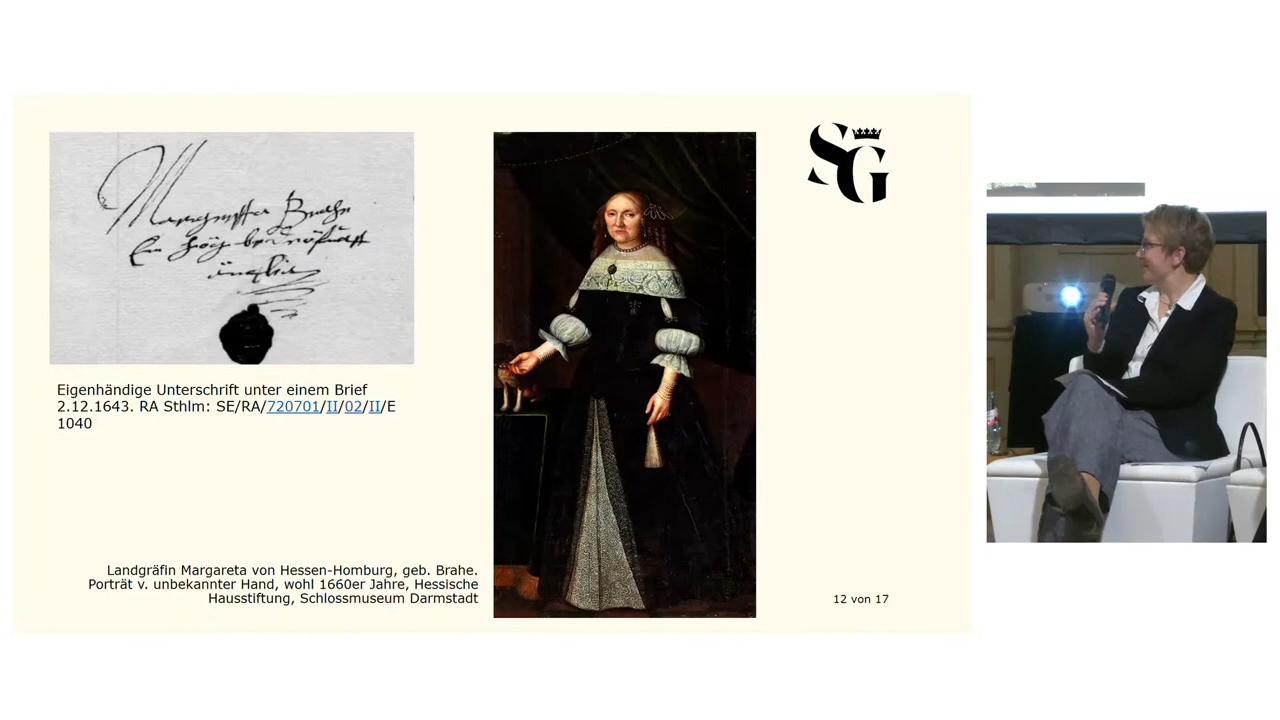 SG
Margreta Brahe
Eigenhändige Unterschrift unter einem Brief
2.12.1643. RA Sthlm: SE/RA/720701/II/02/II/E
1040
Landgräfin Margareta von Hessen-Homburg, geb. Brahe.
Porträt v. unbekannter Hand, wohl 1660er Jahre, Hessische
Hausstiftung, Schlossmuseum Darmstadt
12 von 17